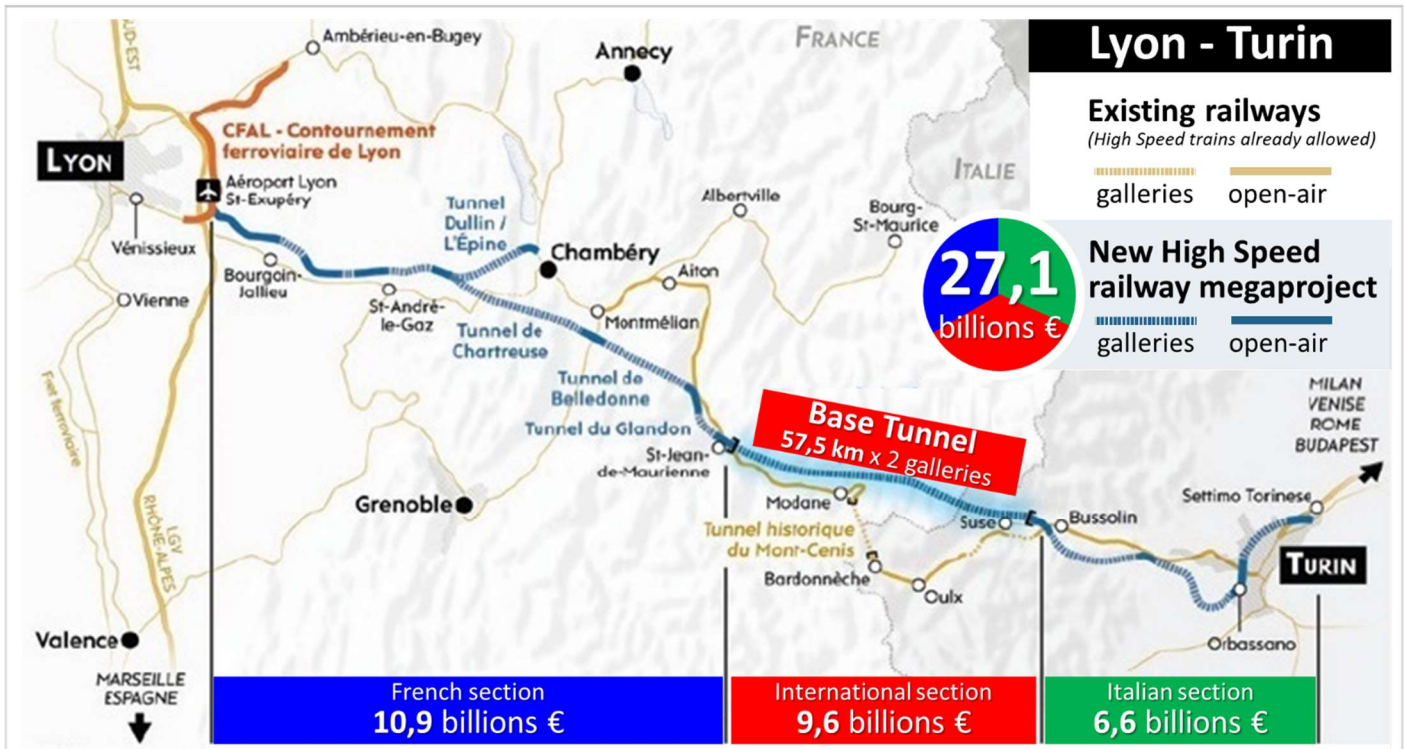 Lyon - Turin
Existing railways
(High Speed trains already allowed)
galleries
open-air
New High Speed
railway megaproject
galleries
open-air
27,1
billions €
FRANCE
ITALIE
UD-EST
Ambérieu-en-Bugey
Annecy
CFAL - Contournement
ferroviaire de Lyon
LYON
Aéroport Lyon
St-Exupéry
Vénissieux
Vienne
Bourgoin-
Jallieu
St-André-
le-Gaz
Tunnel
Dullin /
L'Épine
Chambéry
Albertville
Bourg-
St-Maurice
Aiton
Montmélian
Tunnel de
Chartreuse
Tunnel de
Belledonne
Tunnel du Glandon
St-Jean-
de-Maurienne
Base Tunnel
57,5 km x 2 galleries
Modane
Tunnel historique
du Mont-Cenis
Bardonnèche
Oulx
Suse
Bussolin
MILAN
VENISE
ROME
BUDAPEST
Settimo Torinese
TURIN
Orbassano
Grenoble
Fret ferroviaire
LGV
RHÔNE-ALPES
Valence
MARSEILLE
ESPAGNE
French section
10,9 billions €
International section
9,6 billions €
Italian section
6,6 billions €